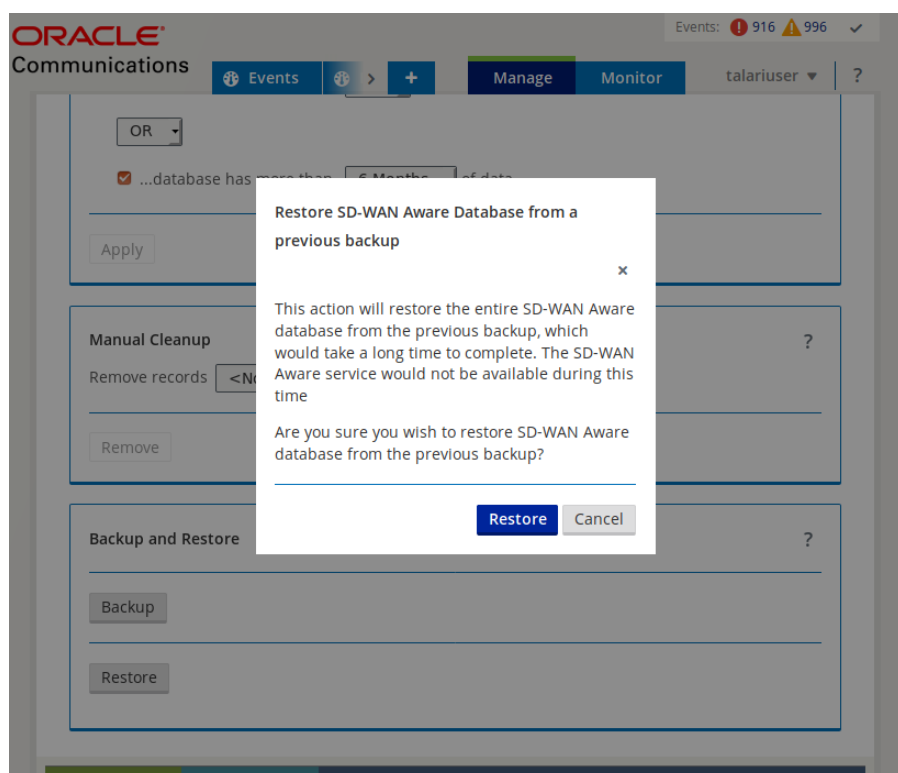 ORACLE
Communications
Events: 916 996
Events
+
Manage
Monitor
talariuser
?
OR
...database has more than 6 Months of data
Apply
Restore SD-WAN Aware Database from a
previous backup
×
This action will restore the entire SD-WAN Aware
database from the previous backup, which
would take a long time to complete. The SD-WAN
Aware service would not be available during this
time
Are you sure you wish to restore SD-WAN Aware
database from the previous backup?
Restore Cancel
Manual Cleanup ?
Remove records
Remove
Backup and Restore ?
Backup
Restore